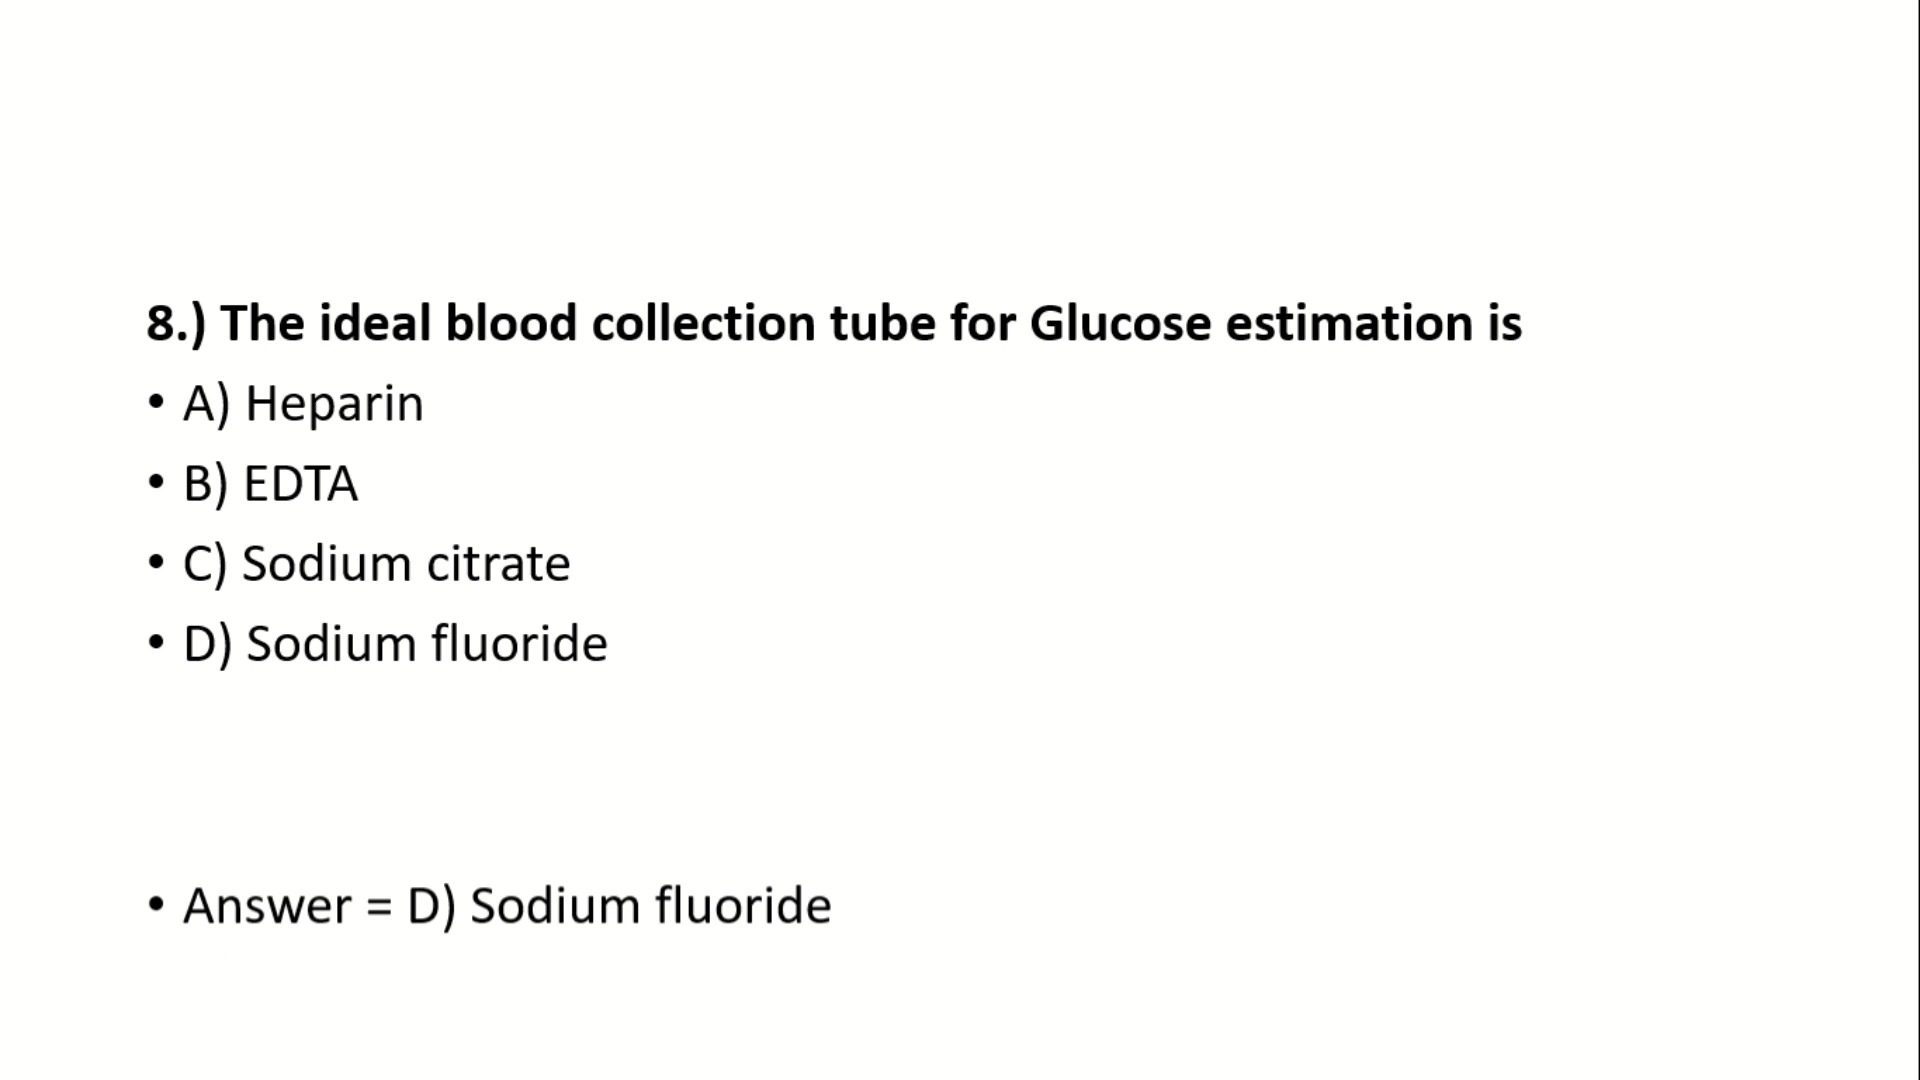 8.) The ideal blood collection tube for Glucose estimation is
• A) Heparin
• B) EDTA
• C) Sodium citrate
• D) Sodium fluoride
• Answer = D) Sodium fluoride